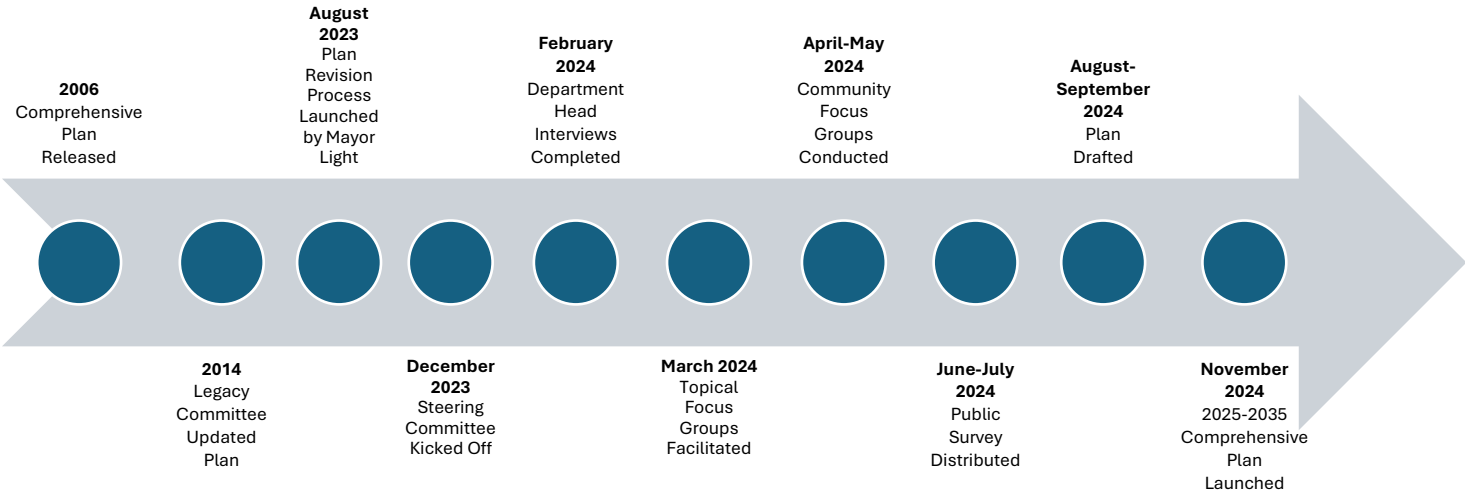 2006
Comprehensive
Plan
Released
2014
Legacy
Committee
Updated
Plan
August
2023
Plan
Revision
Process
Launched
by Mayor
Light
December
2023
Steering
Committee
Kicked Off
February
2024
Department
Head
Interviews
Completed
March 2024
Topical
Focus
Groups
Facilitated
April-May
2024
Community
Focus
Groups
Conducted
June-July
2024
Public
Survey
Distributed
August-
September
2024
Plan
Drafted
November
2024
2025-2035
Comprehensive
Plan
Launched